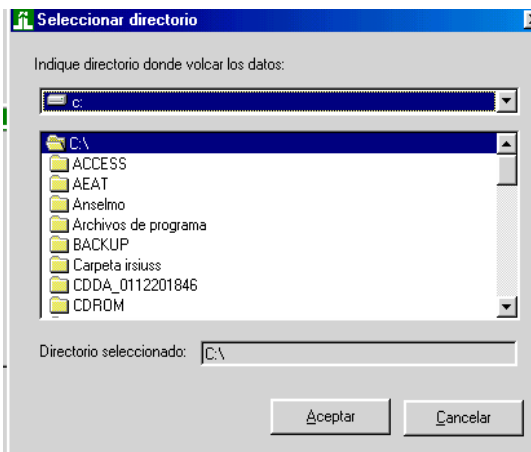 Seleccionar directorio
Indique directorio donde volcar los datos:
c:
C:\
ACCESS
AEAT
Anselmo
Archivos de programa
BACKUP
Carpeta irsiuss
CDDA_0112201846
CDROM
Directorio seleccionado: C:\
Aceptar Cancelar